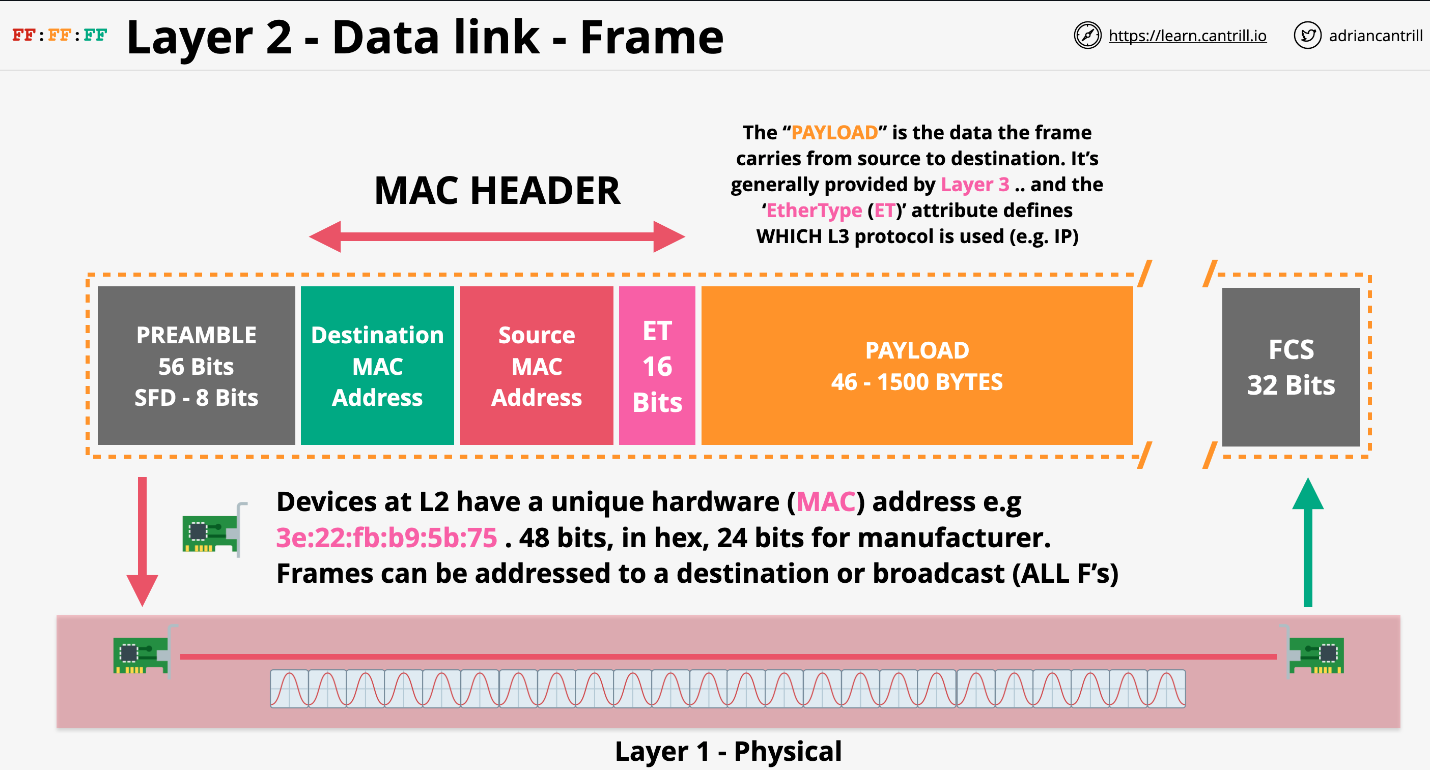 FF:FF:FF
Layer 2 - Data link - Frame
https://learn.cantrill.io
adriancantrill
The “PAYLOAD” is the data the frame
carries from source to destination. It’s
generally provided by Layer 3 .. and the
‘EtherType (ET)’ attribute defines
WHICH L3 protocol is used (e.g. IP)
MAC HEADER
PREAMBLE
56 Bits
SFD - 8 Bits
Destination
MAC
Address
Source
MAC
Address
ET
16
Bits
PAYLOAD
46 - 1500 BYTES
FCS
32 Bits
Devices at L2 have a unique hardware (MAC) address e.g
3e:22:fb:b9:5b:75 . 48 bits, in hex, 24 bits for manufacturer.
Frames can be addressed to a destination or broadcast (ALL F’s)
Layer 1 - Physical